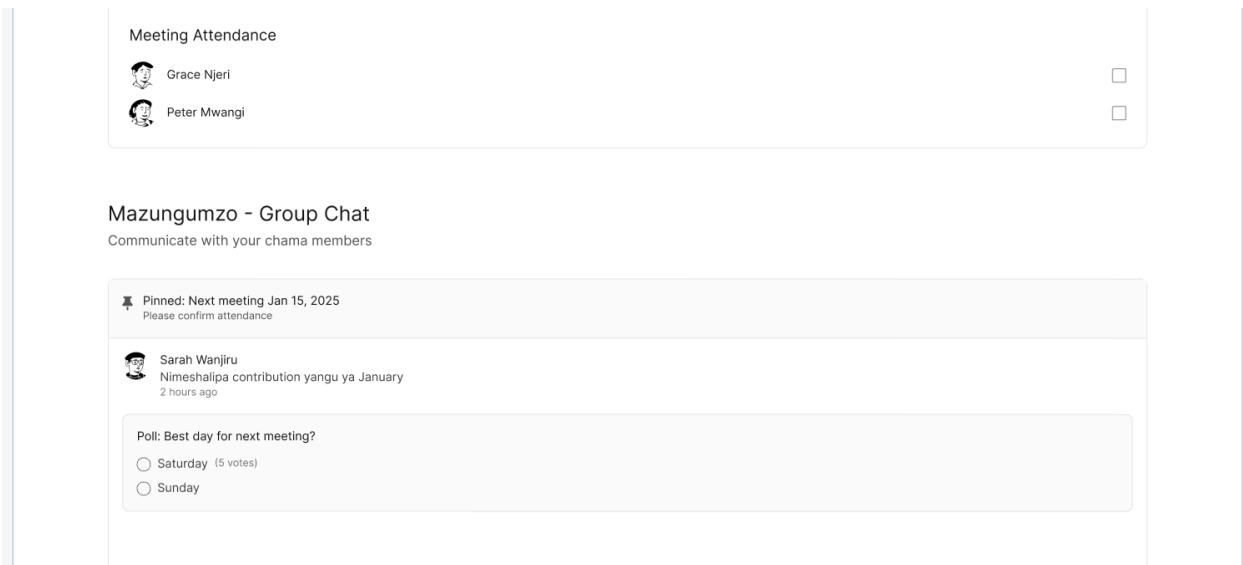 Meeting Attendance
Grace Njeri
Peter Mwangi
Mazungumzo - Group Chat
Communicate with your chama members
Pinned: Next meeting Jan 15, 2025
Please confirm attendance
Sarah Wanjiru
Nimeshalipa contribution yangu ya January
2 hours ago
Poll: Best day for next meeting?
Saturday (5 votes)
Sunday